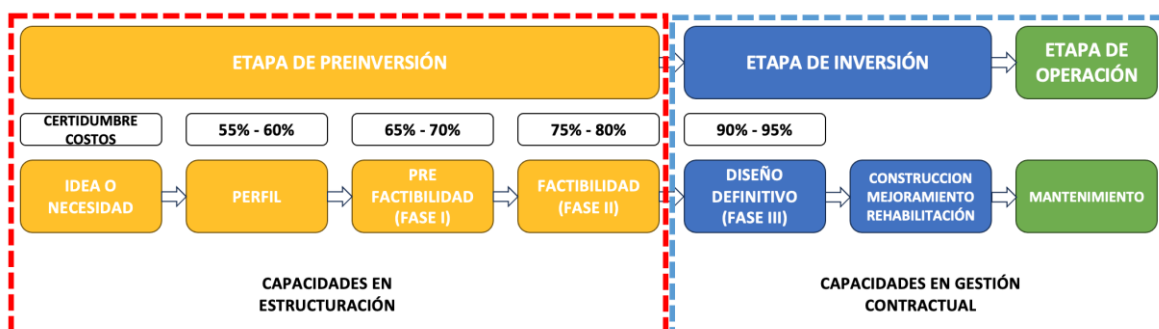 ETAPA DE PREINVERSIÓN
ETAPA DE INVERSIÓN
ETAPA DE
OPERACIÓN
CERTIDUMBRE
COSTOS
55% - 60%
65% - 70%
75% - 80%
90% - 95%
IDEA O
NECESIDAD
PERFIL
PRE
FACTIBILIDAD
(FASE I)
FACTIBILIDAD
(FASE II)
DISEÑO
DEFINITIVO
(FASE III)
CONSTRUCCION
MEJORAMIENTO
REHABILITACIÓN
MANTENIMIENTO
CAPACIDADES EN
ESTRUCTURACIÓN
CAPACIDADES EN GESTIÓN
CONTRACTUAL